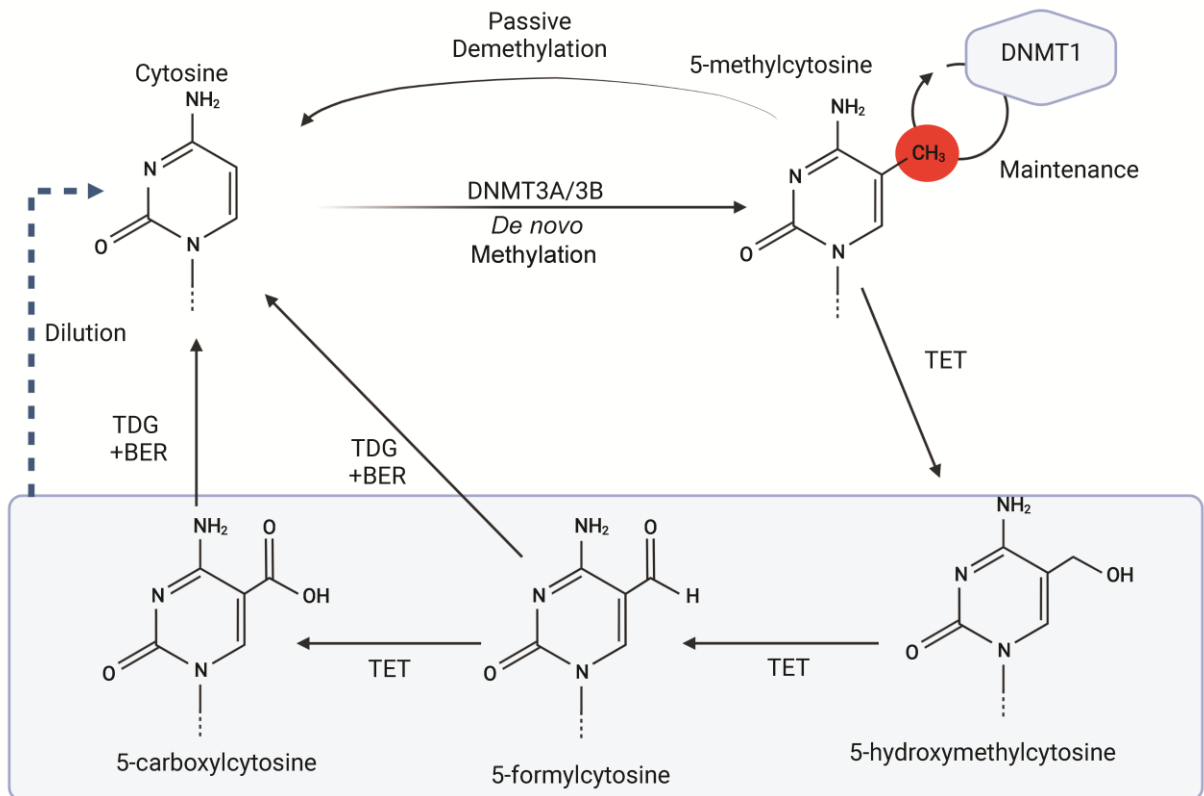 Passive
Demethylation
Cytosine
5-methylcytosine
DNMT1
NH₂
N
O
N
NH₂
CH₃
N
O
N
Maintenance
DNMT3A/3B
De novo
Methylation
Dilution
TET
TDG
+BER
TDG
+BER
NH₂
O
OH
N
O
N
5-carboxylcytosine
TET
NH₂
O
H
N
O
N
5-formylcytosine
TET
NH₂
OH
N
O
N
5-hydroxymethylcytosine